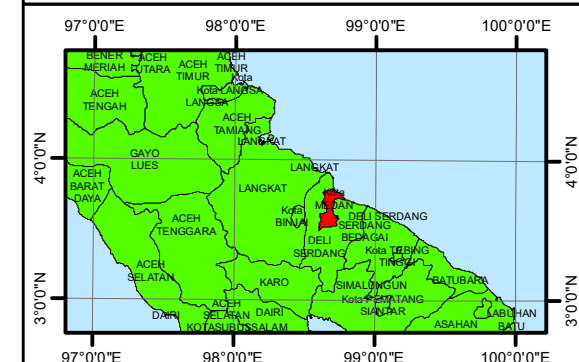 97°0'0"E 98°0'0"E 99°0'0"E 100°0'0"E
BENER
MERIAH
ACEH
UTARA
ACEH
TIMUR
ACEH
TIMUR
Kota
Kota LANGSA
LANGSA
ACEH
TENGAH
ACEH
TAMIANG
LANGKAT
GAYO
LUES
LANGKAT
4°0'0"N 4°0'0"N
ACEH
BARAT
DAYA
LANGKAT
Kota
MEDAN
Kota
BINJAI
ACEH
TENGGARA
DELI SERDANG
SERDANG
BEDAGAI
DELI
SERDANG
Kota TEBING
TINGGI
ACEH
SELATAN
KARO
SIMALUNGUN
BATUBARA
Kota PEMATANG
SIANTAR
3°0'0"N 3°0'0"N
DAIRI
ACEH
SELATAN
DAIRI
KOTASUBUSSALAM
ASAHAN
LABUHAN
BATU
97°0'0"E 98°0'0"E 99°0'0"E 100°0'0"E